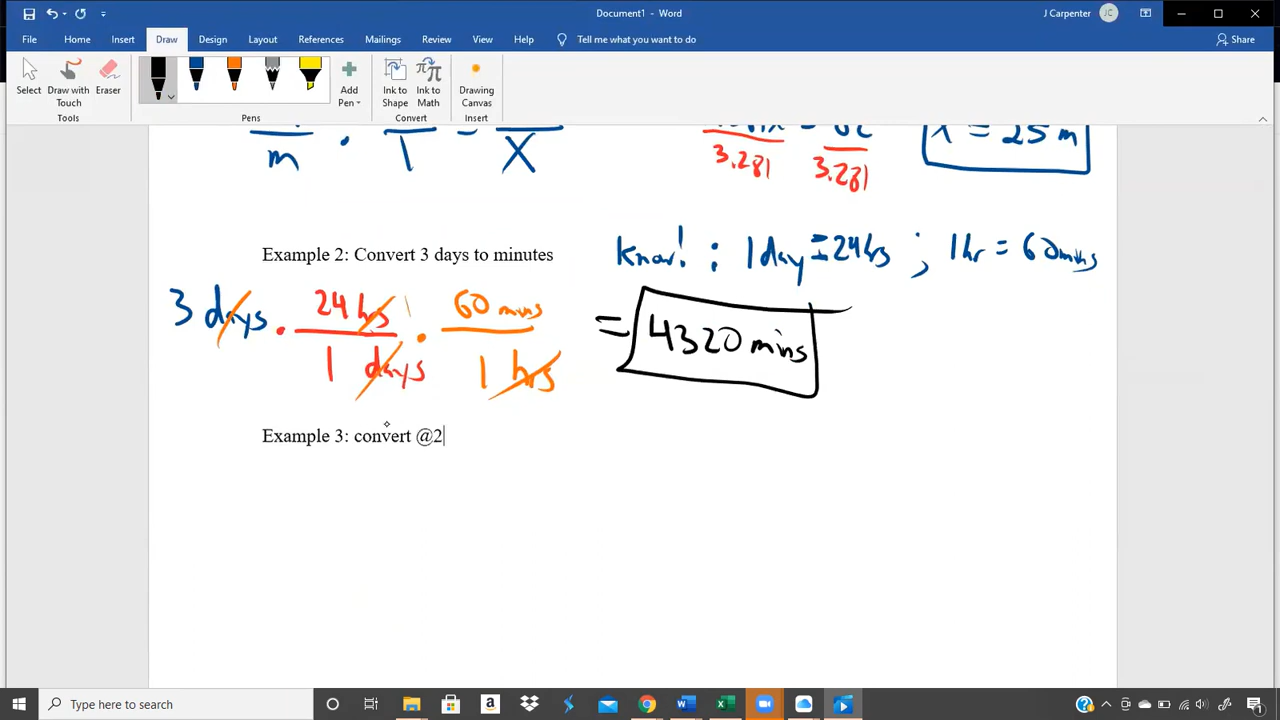 Document1 - Word
J Carpenter
JC
File Home Insert Draw Design Layout References Mailings Review View Help Tell me what you want to do
Share
Select Draw with Touch Eraser Add Pen Ink to Shape Ink to Math Drawing Canvas
Tools Pens Convert Insert
m · 1 = X
3.281 = 3.281
X = 25 m
Example 2: Convert 3 days to minutes
Know! : 1 day = 24 hrs ; 1 hr = 60 mins
3 days · 24 hrs / 1 days · 60 mins / 1 hrs = 4320 mins
Example 3: convert @2
Type here to search